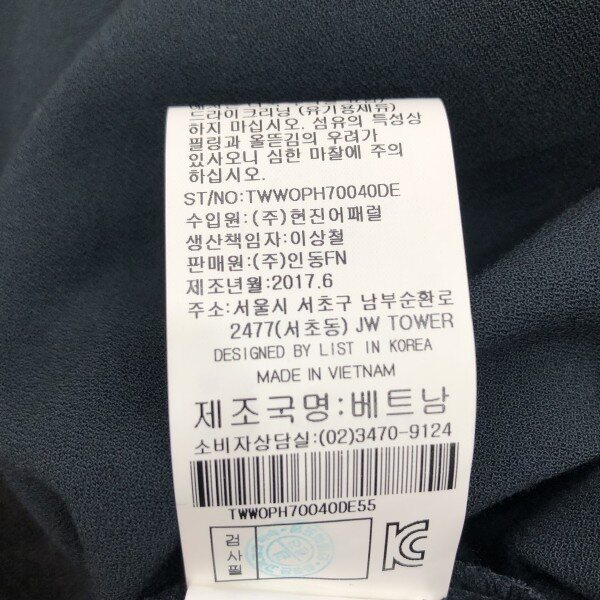 드라이크리닝 (유기용제류)
하지 마십시오. 섬유의 특성상
필링과 올뜯김의 우려가
있사오니 심한 마찰에 주의
하십시오.
ST/NO:TWWOPH70040DE
수입원:(주)현진어패럴
생산책임자:이상철
판매원:(주)인동FN
제조년월:2017.6
주소:서울시 서초구 남부순환로
2477(서초동) JW TOWER
DESIGNED BY LIST IN KOREA
MADE IN VIETNAM
제조국명:베트남
소비자상담실:(02)3470-9124
TWWOPH70040DE55
검사필
KC